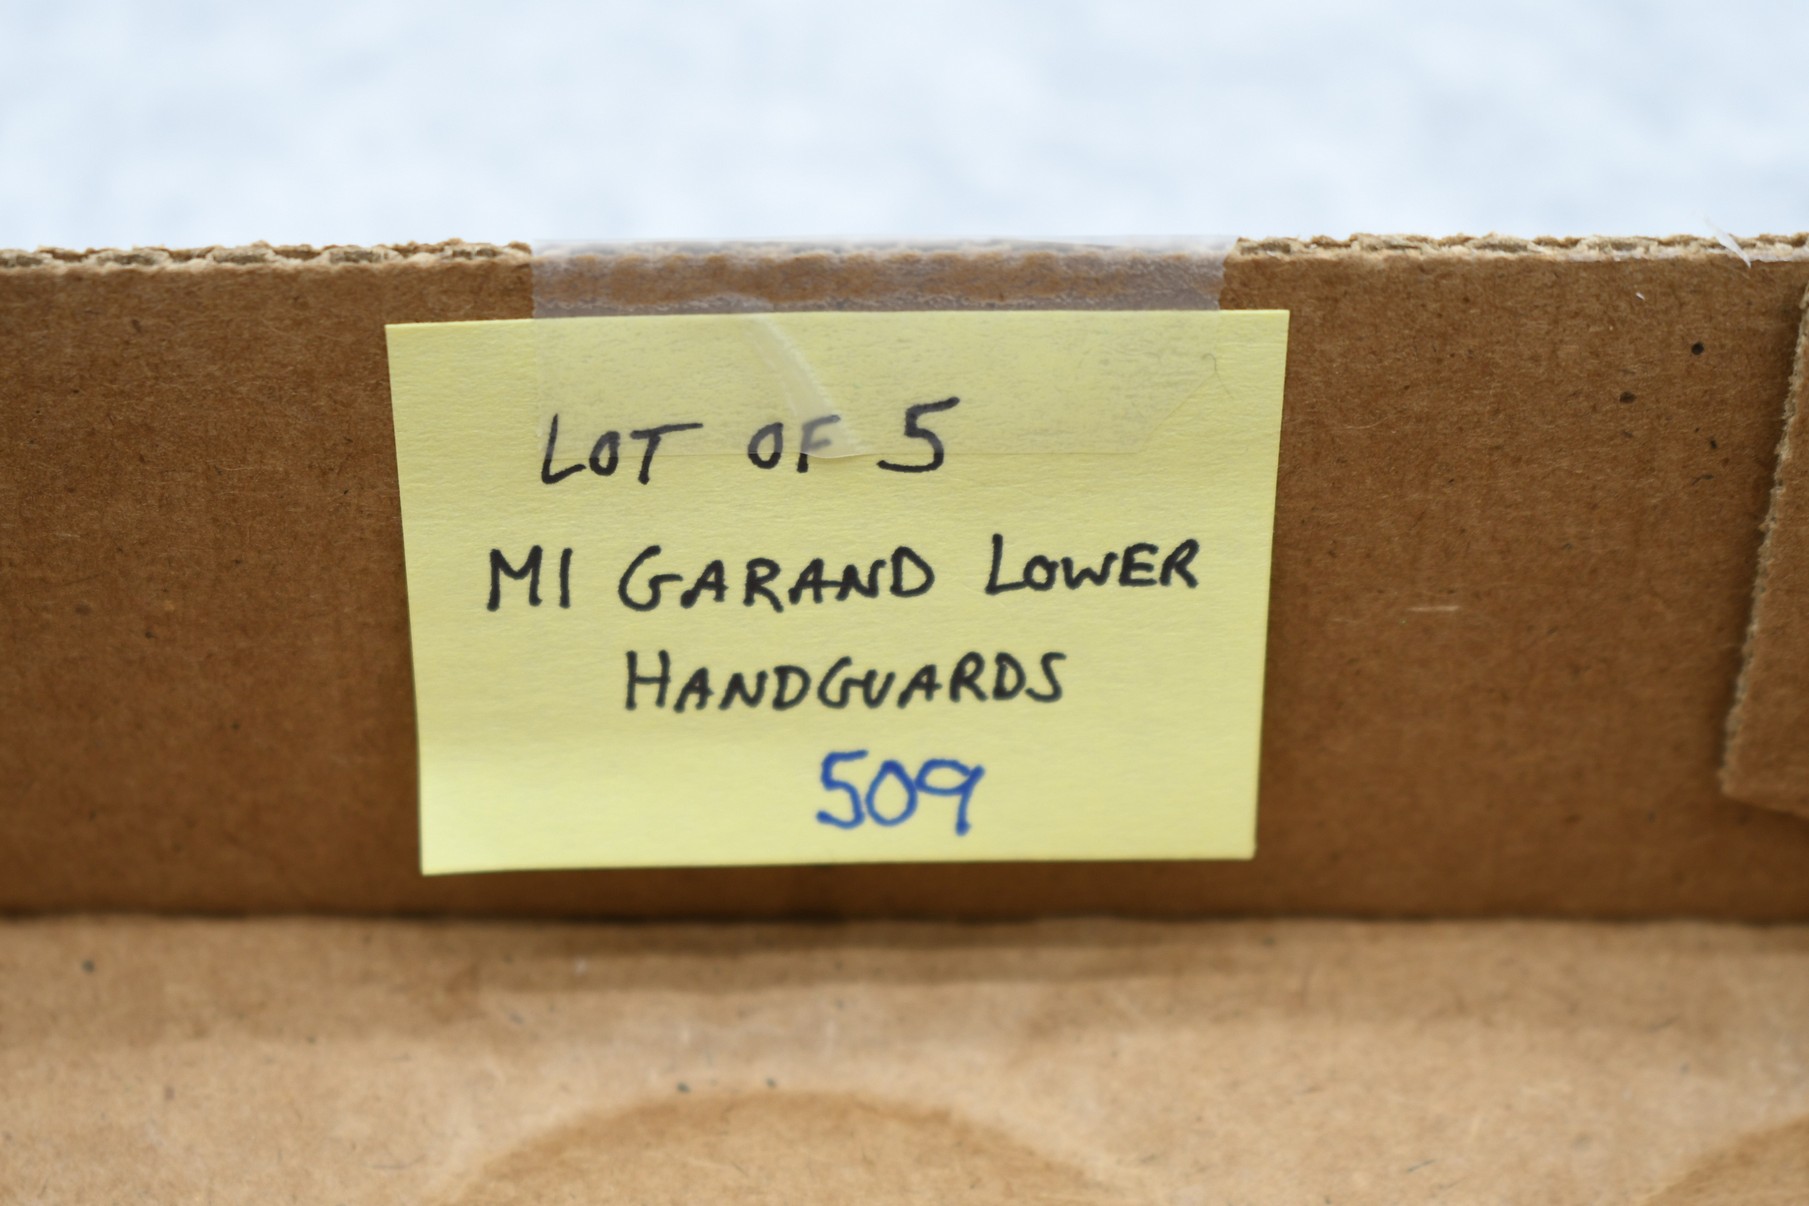 LOT OF 5
M1 GARAND LOWER
HANDGUARDS
509